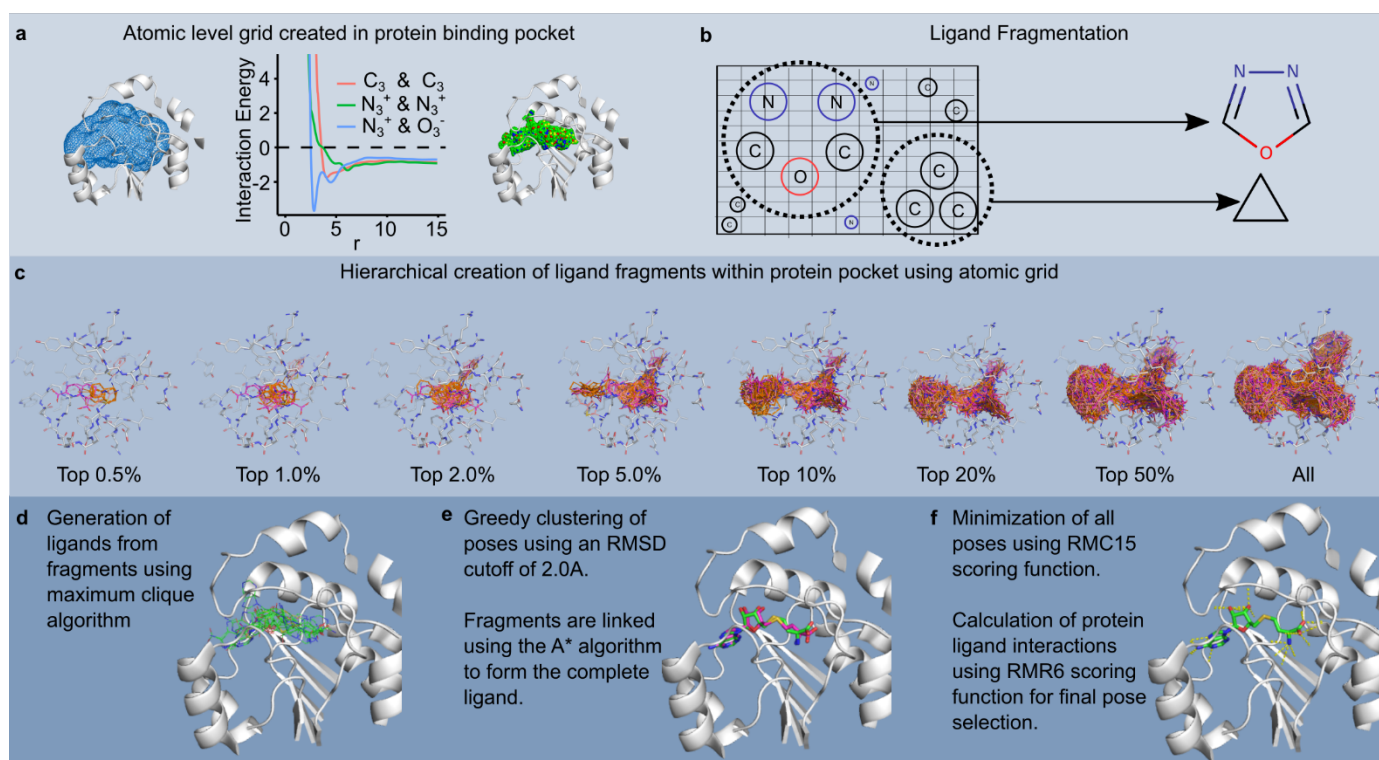 a Atomic level grid created in protein binding pocket
Interaction Energy
4
2
0
-2
C₃ & C₃
N₃⁺ & N₃⁺
N₃⁺ & O₃⁻
0 5 10 15
r
b Ligand Fragmentation
N N N C
C
C C C
O
C C C
C N
C
N N
O
c Hierarchical creation of ligand fragments within protein pocket using atomic grid
Top 0.5% Top 1.0% Top 2.0% Top 5.0% Top 10% Top 20% Top 50% All
d Generation of
ligands from
fragments using
maximum clique
algorithm
e Greedy clustering of
poses using an RMSD
cutoff of 2.0A.
Fragments are linked
using the A* algorithm
to form the complete
ligand.
f Minimization of all
poses using RMC15
scoring function.
Calculation of protein
ligand interactions
using RMR6 scoring
function for final pose
selection.